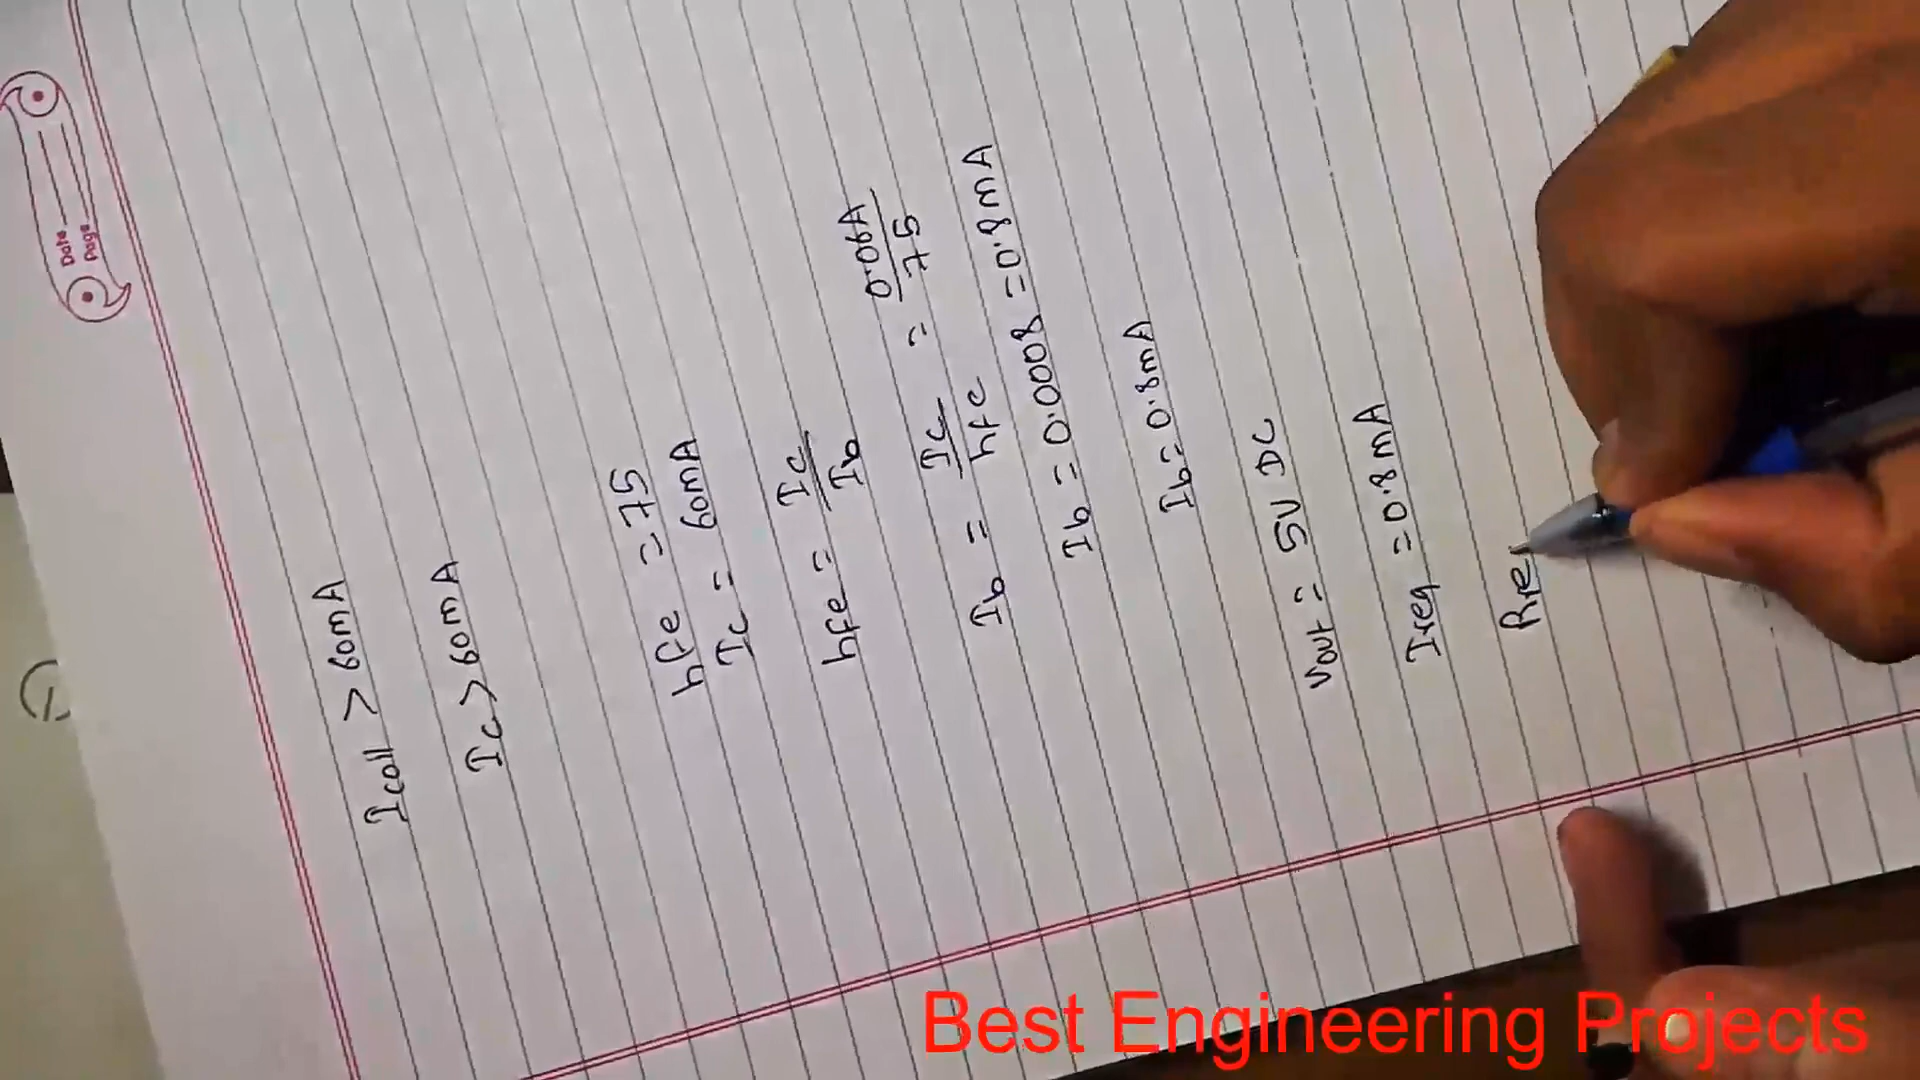 Date
Page
Icoil > 60mA
Ic > 60mA
hfe = 75
Ic = 60mA
hfe = Ic / Ib
Ib = Ic / hfe = 0.06A / 75
Ib = 0.0008 = 0.8mA
Ib = 0.8mA
Vout = 5V DC
Ireq = 0.8mA
Rre
Best Engineering Projects